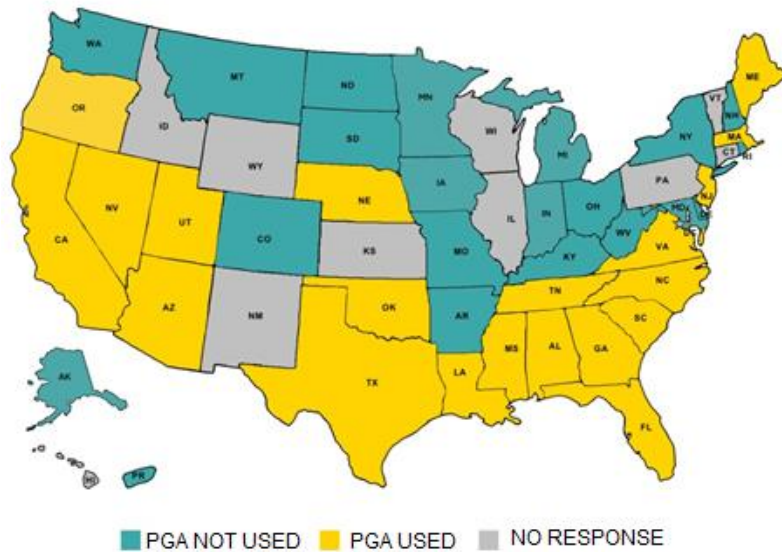 WA
MT
ND
MN
ME
VT
NH
OR
ID
SD
WI
NY
MA
CT
RI
WY
MI
IA
PA
NJ
NE
NV
UT
CO
IL
IN
OH
MD
WV
VA
CA
KS
MO
KY
NC
TN
AZ
NM
OK
AR
SC
MS
AL
GA
TX
LA
FL
AK
HI
PR
PGA NOT USED PGA USED NO RESPONSE